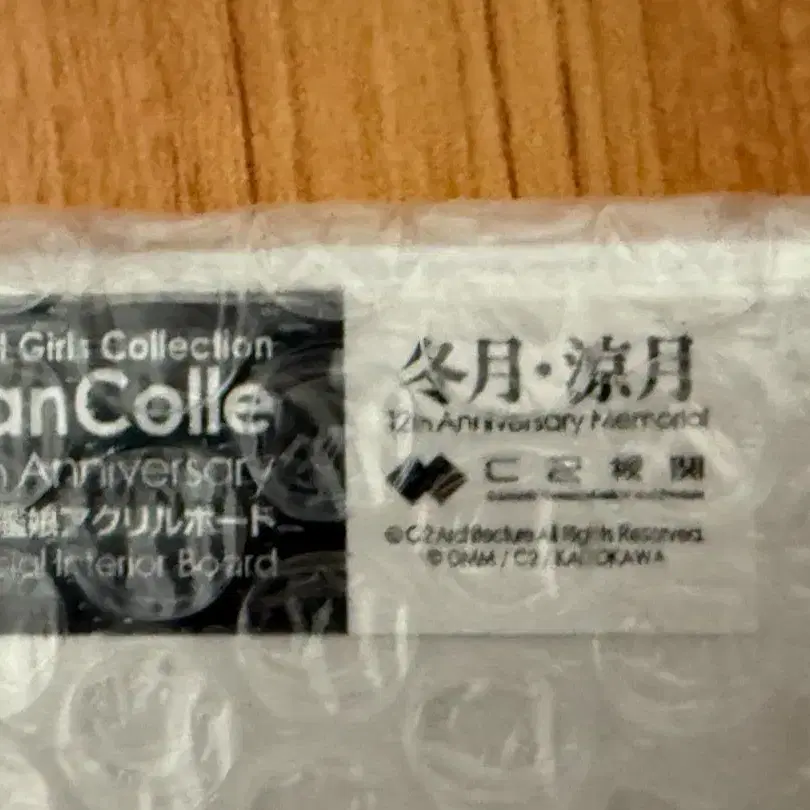 Girls Collection
anColle
Anniversary
艦娘アクリルボード
Interior Board
冬月・涼月
12th Anniversary Memorial
C2機関
©C2Architecture All Rights Reserved.
©DMM / C2 / KADOKAWA